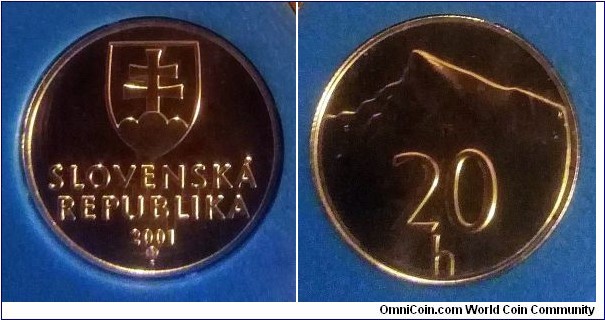 SLOVENSKÁ
REPUBLIKA
2001
20
h
OmniCoin.com World Coin Community